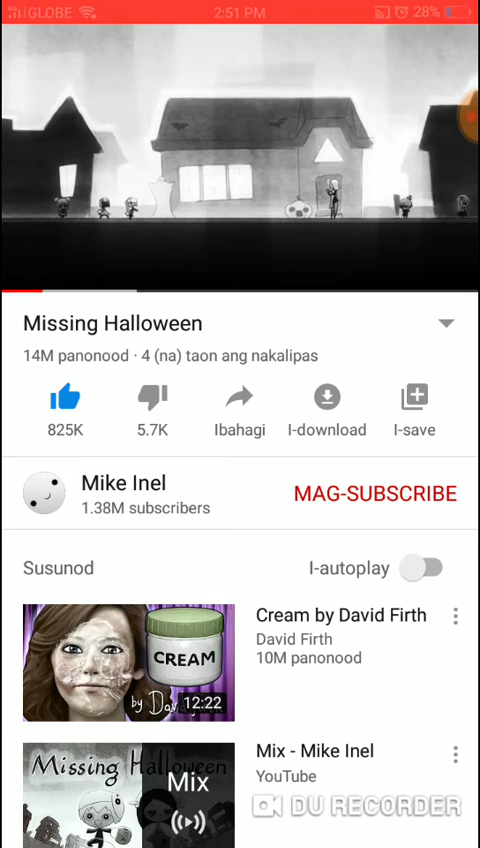 GLOBE 2:51 PM 28%
Missing Halloween
14M panonood · 4 (na) taon ang nakalipas
825K 5.7K Ibahagi I-download I-save
Mike Inel
1.38M subscribers
MAG-SUBSCRIBE
Susunod I-autoplay
CREAM
by Davi
12:22
Cream by David Firth
David Firth
10M panonood
Missing Halloween
Mix
Mix - Mike Inel
YouTube
DU RECORDER